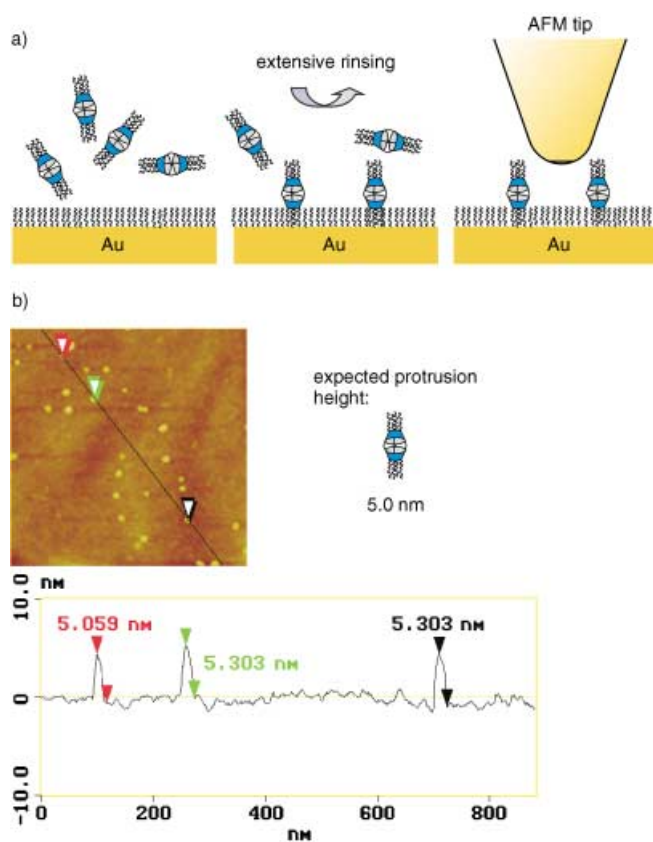 a)
AFM tip
extensive rinsing
Au
Au
Au
b)
expected protrusion
height:
5.0 nm
10.0
nm
5.059 nm
5.303 nm
5.303 nm
0
-10.0
0
200
400
600
800
nm